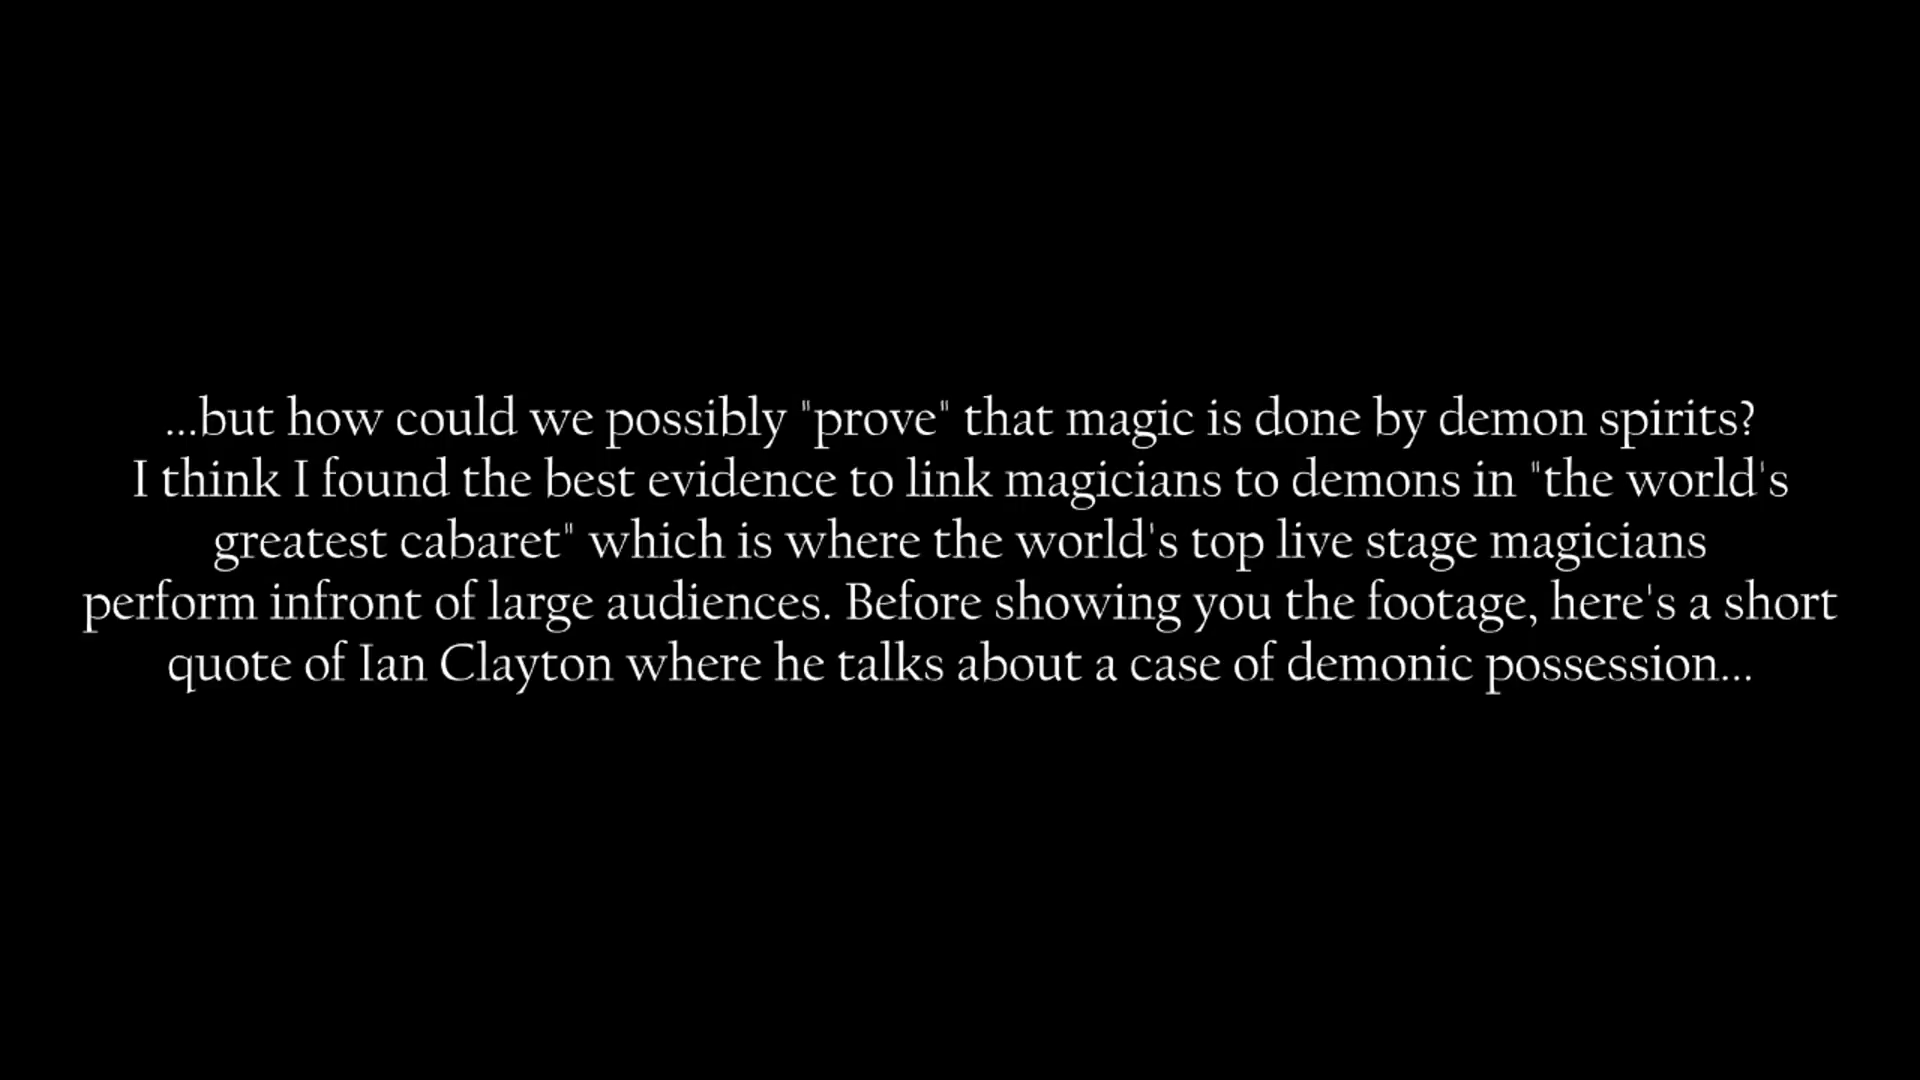 ...but how could we possibly "prove" that magic is done by demon spirits?
I think I found the best evidence to link magicians to demons in "the world's
greatest cabaret" which is where the world's top live stage magicians
perform infront of large audiences. Before showing you the footage, here's a short
quote of Ian Clayton where he talks about a case of demonic possession...